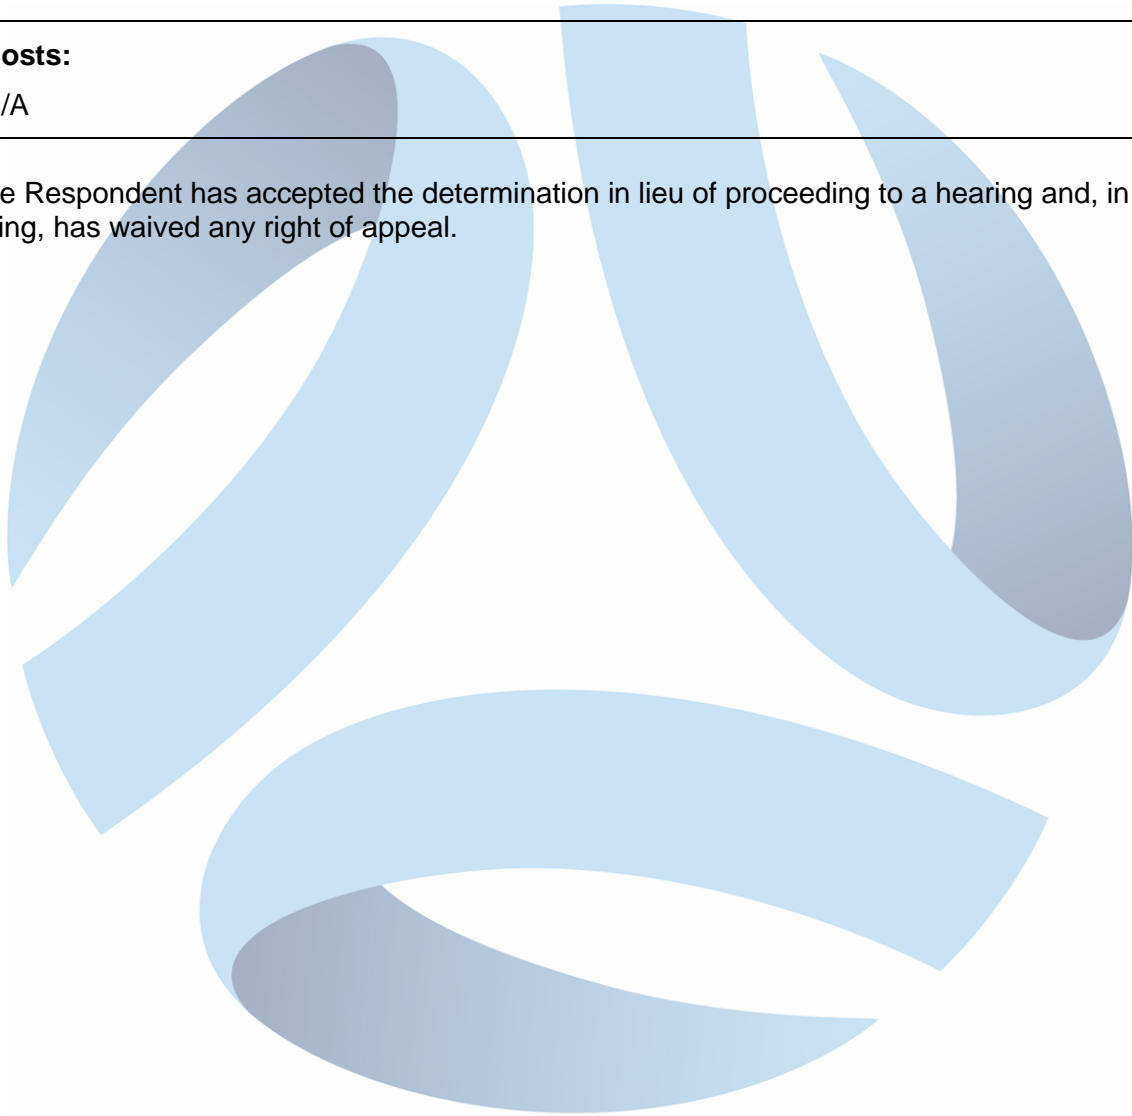 osts:
/A
e Respondent has accepted the determination in lieu of proceeding to a hearing and, in
ing, has waived any right of appeal.